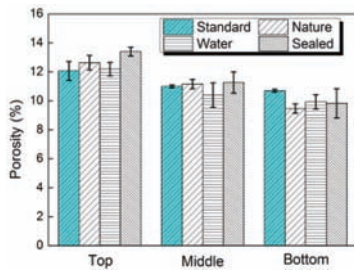 16
14
12
10
8
6
4
2
0
Porosity (%)
Standard Nature
Water Sealed
Top Middle Bottom